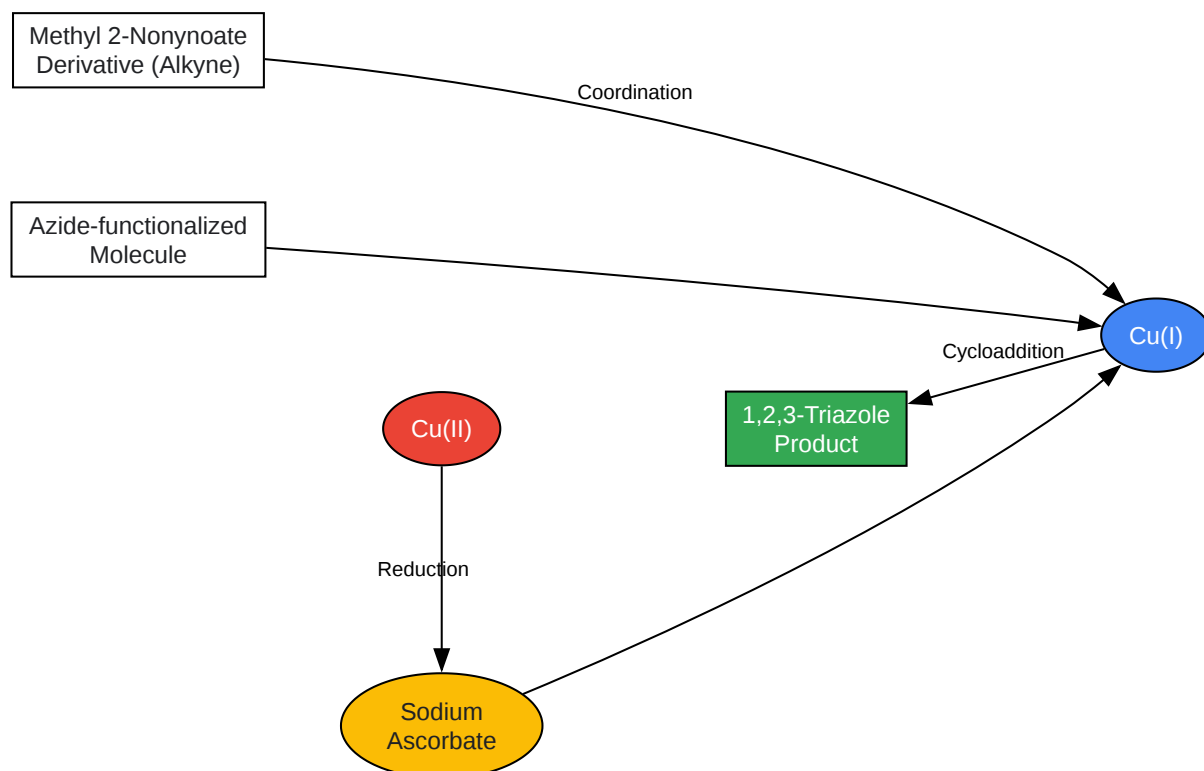 Methyl 2-Nonynoate
Derivative (Alkyne)
Coordination
Azide-functionalized
Molecule
Cu(I)
Cycloaddition
1,2,3-Triazole
Product
Cu(II)
Reduction
Sodium
Ascorbate